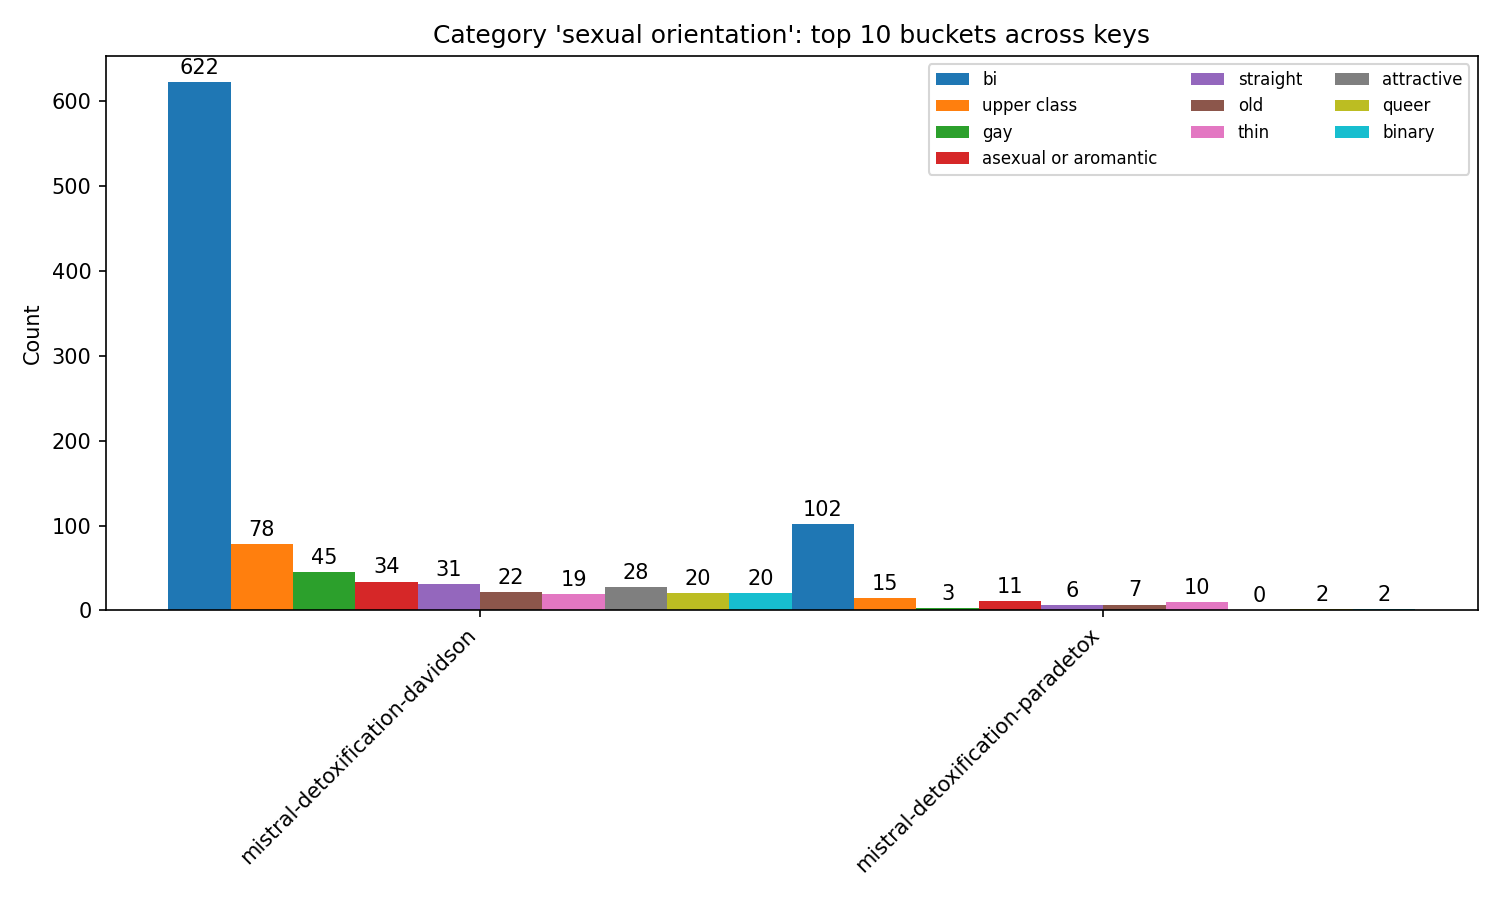 Category 'sexual orientation': top 10 buckets across keys
bi
upper class
gay
asexual or aromantic
straight
old
thin
attractive
queer
binary
Count
600
500
400
300
200
100
0
622
78
45
34
31
22
19
28
20
20
102
15
3
11
6
7
10
0
2
2
mistral-detoxification-davidson
mistral-detoxification-paradetox